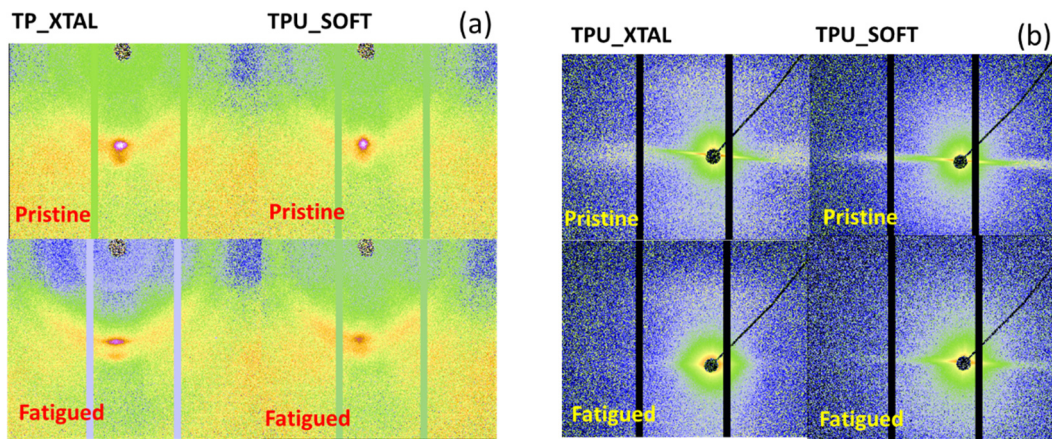 TP_XTAL TPU_SOFT (a)
Pristine Pristine
Fatigued Fatigued
TPU_XTAL TPU_SOFT (b)
Pristine Pristine
Fatigued Fatigued